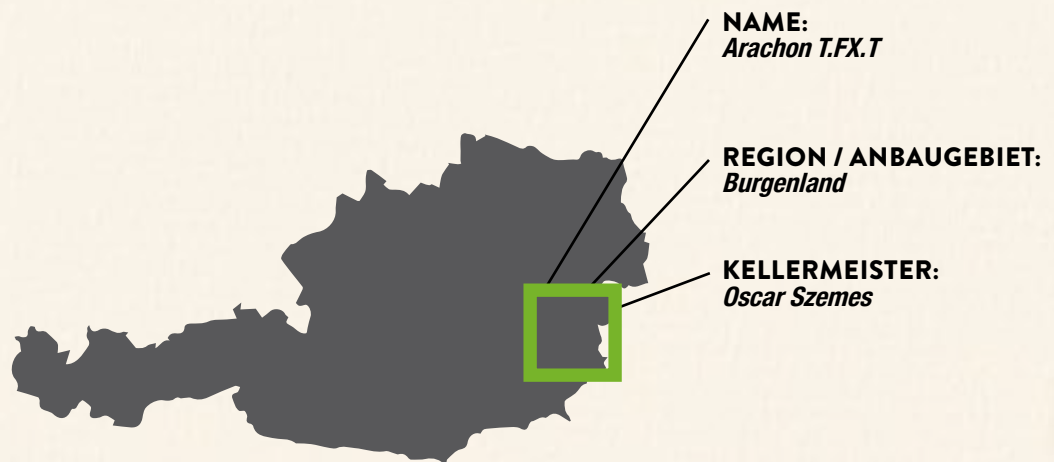 NAME:
Arachon T.FX.T
REGION / ANBAUGEBIET:
Burgenland
KELLERMEISTER:
Oscar Szemes